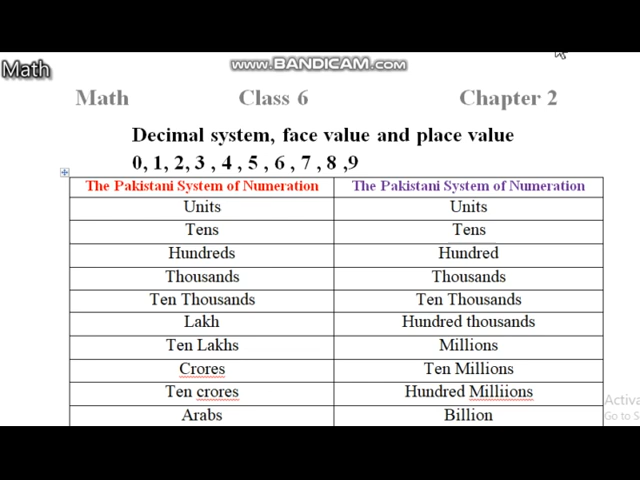 www.BANDICAM.com
Math
Math Class 6 Chapter 2
Decimal system, face value and place value
0, 1, 2, 3 , 4 , 5 , 6 , 7 , 8 ,9
The Pakistani System of Numeration The Pakistani System of Numeration
Units Units
Tens Tens
Hundreds Hundred
Thousands Thousands
Ten Thousands Ten Thousands
Lakh Hundred thousands
Ten Lakhs Millions
Crores Ten Millions
Ten crores Hundred Milliions
Arabs Billion
Activa
Go to S